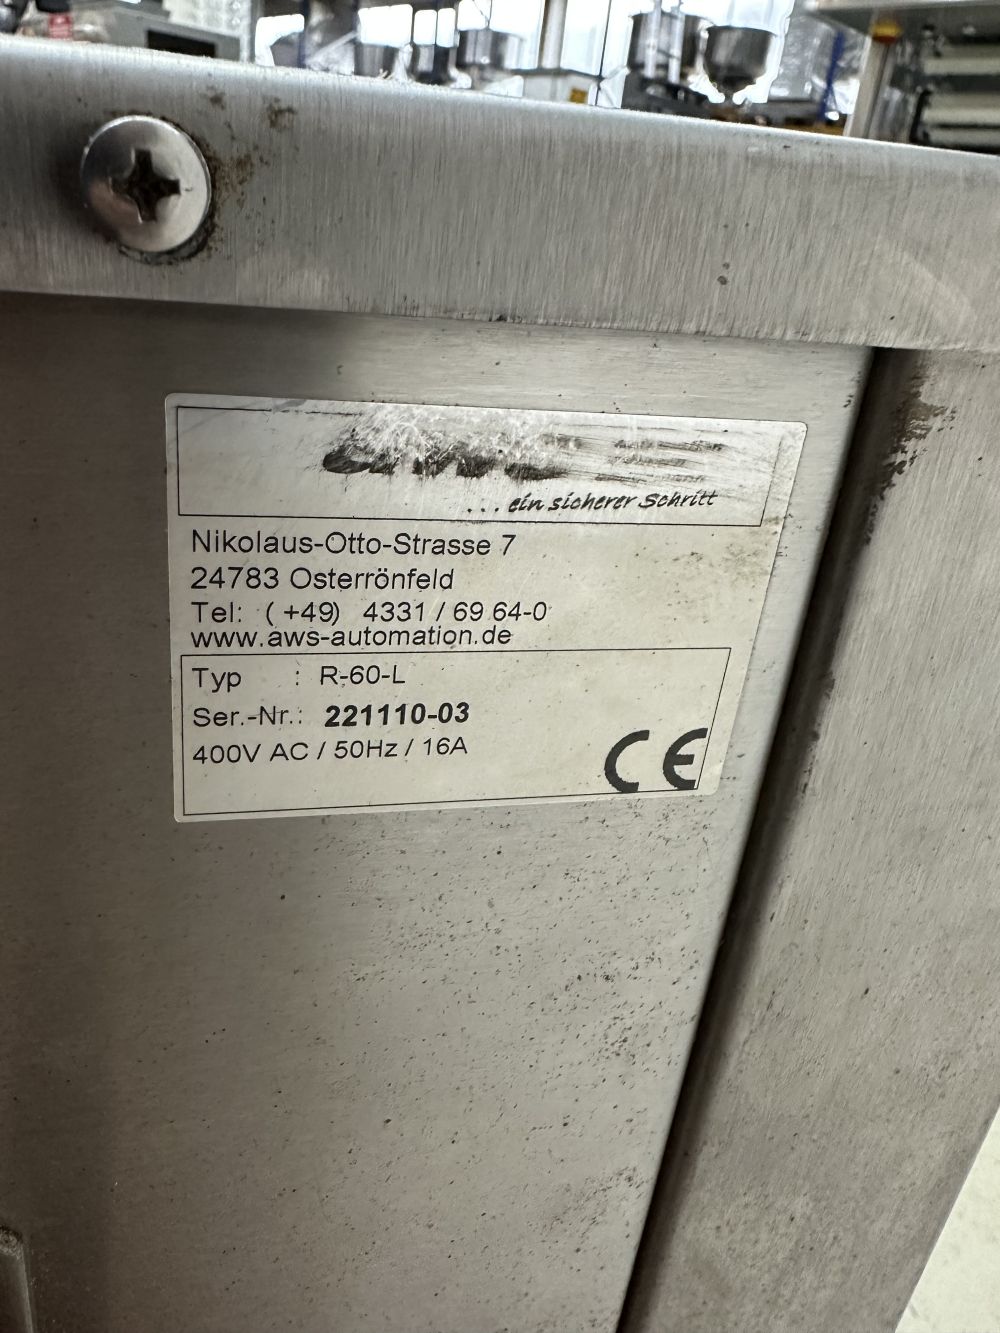 ... ein sicherer Schritt
Nikolaus-Otto-Strasse 7
24783 Osterrönfeld
Tel: ( +49) 4331 / 69 64-0
www.aws-automation.de
Typ : R-60-L
Ser.-Nr.: 221110-03
400V AC / 50Hz / 16A
CE